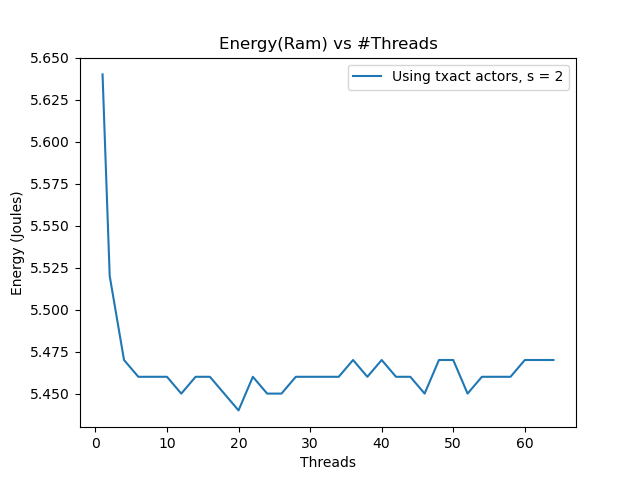 Energy(Ram) vs #Threads
Using txact actors, s = 2
Energy (Joules)
5.650
5.625
5.600
5.575
5.550
5.525
5.500
5.475
5.450
0 10 20 30 40 50 60
Threads